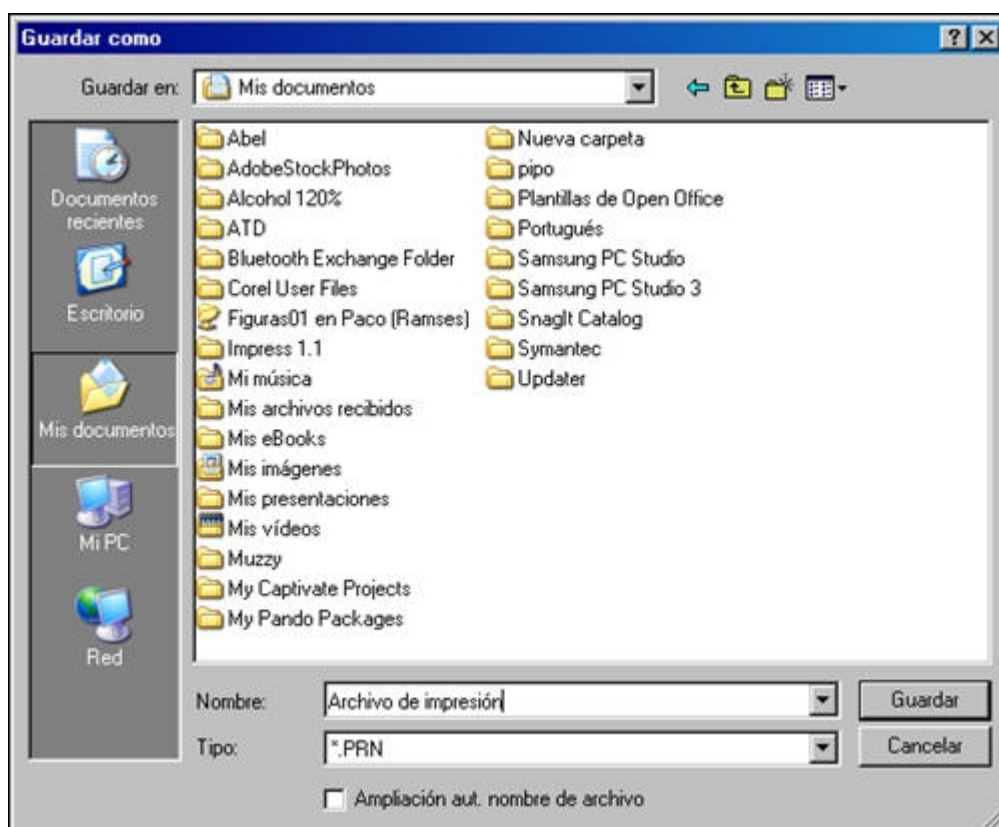 Guardar como
Guardar en:
Mis documentos
Documentos
recientes
Escritorio
Mis documentos
Mi PC
Red
Abel
AdobeStockPhotos
Alcohol 120%
ATD
Bluetooth Exchange Folder
Corel User Files
Figuras01 en Paco (Ramses)
Impress 1.1
Mi música
Mis archivos recibidos
Mis eBooks
Mis imágenes
Mis presentaciones
Mis vídeos
Muzzy
My Captivate Projects
My Pando Packages
Nueva carpeta
pipo
Plantillas de Open Office
Portugués
Samsung PC Studio
Samsung PC Studio 3
SnagIt Catalog
Symantec
Updater
Nombre:
Archivo de impresión
Guardar
Tipo:
*.PRN
Cancelar
Ampliación aut. nombre de archivo